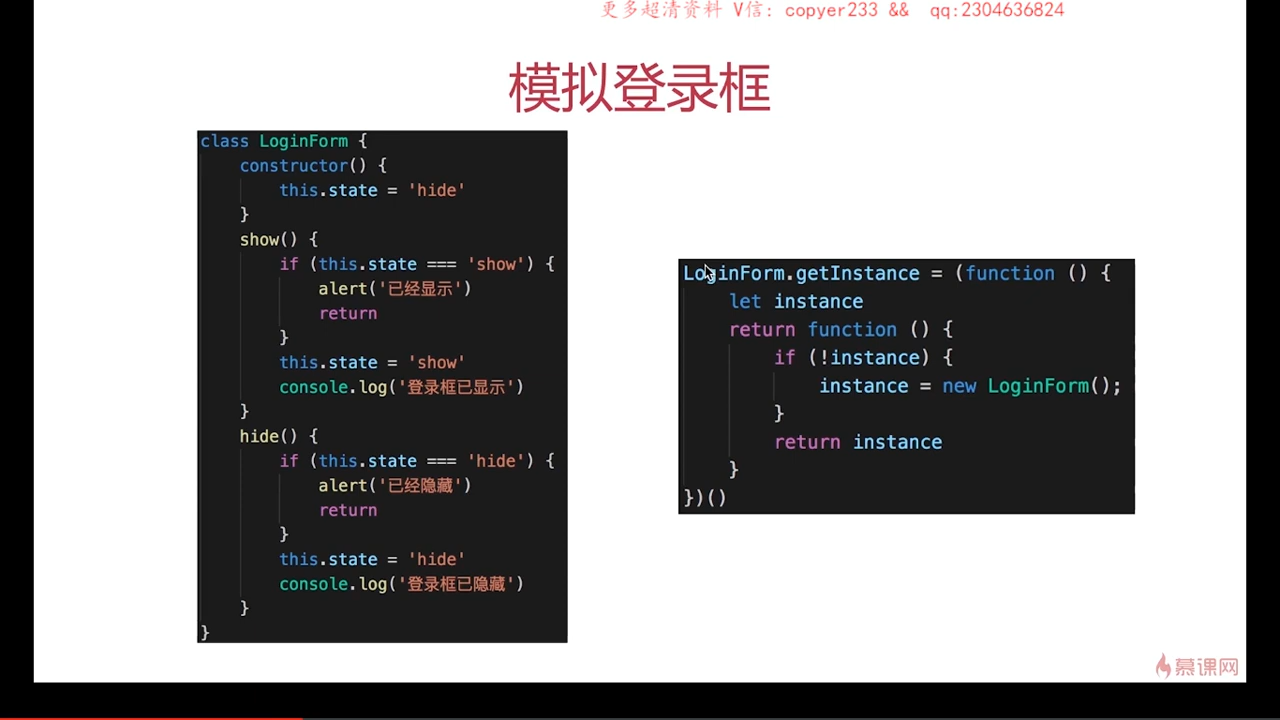 更多超清资料 V信: copyer233 && qq:2304636824
模拟登录框
class LoginForm {
    constructor() {
        this.state = 'hide'
    }
    show() {
        if (this.state === 'show') {
            alert('已经显示')
            return
        }
        this.state = 'show'
        console.log('登录框已显示')
    }
    hide() {
        if (this.state === 'hide') {
            alert('已经隐藏')
            return
        }
        this.state = 'hide'
        console.log('登录框已隐藏')
    }
}
LoginForm.getInstance = (function () {
    let instance
    return function () {
        if (!instance) {
            instance = new LoginForm();
        }
        return instance
    }
})()
慕课网